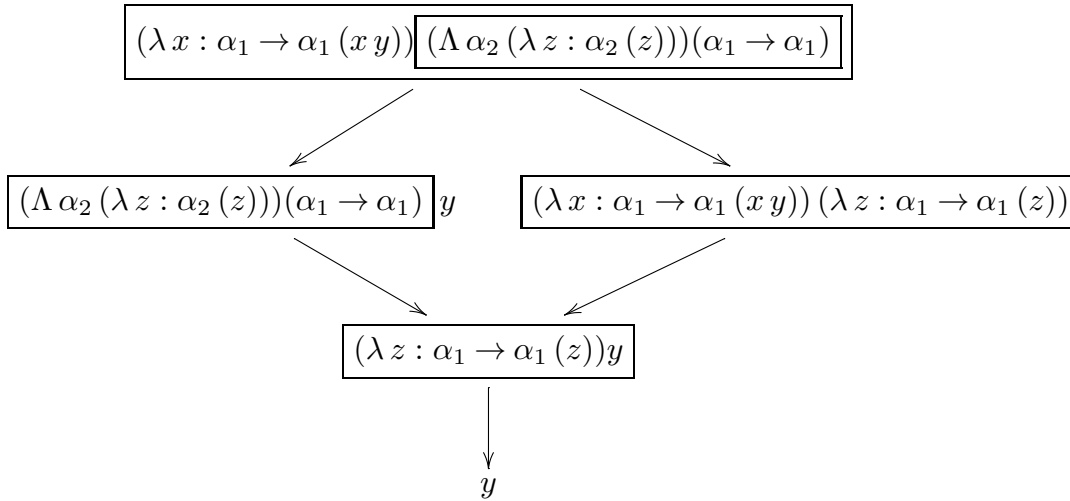 (λ x : α₁ → α₁ (x y)) (Λ α₂ (λ z : α₂ (z)))(α₁ → α₁)
(Λ α₂ (λ z : α₂ (z)))(α₁ → α₁) y
(λ x : α₁ → α₁ (x y)) (λ z : α₁ → α₁ (z))
(λ z : α₁ → α₁ (z))y
y